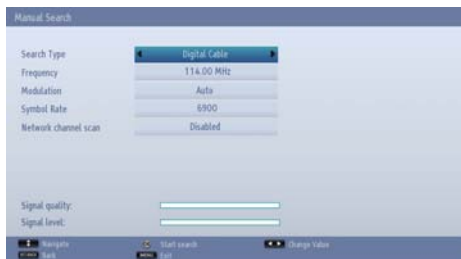 Manual Search
Search Type Digital Cable
Frequency 114.00 MHz
Modulation Auto
Symbol Rate 6900
Network channel scan Disabled
Signal quality:
Signal level:
Navigate Start search Change Value
Back MENU Exit